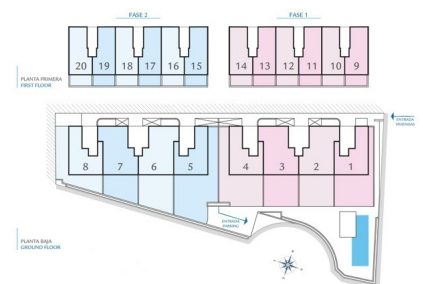 FASE 2
FASE 1
20 19 18 17 16 15
14 13 12 11 10 9
PLANTA PRIMERA
FIRST FLOOR
ENTRADA
8 7 6 5
4 3 2 1
ENTRADA
PARKING
PLANTA BAJA
GROUND FLOOR